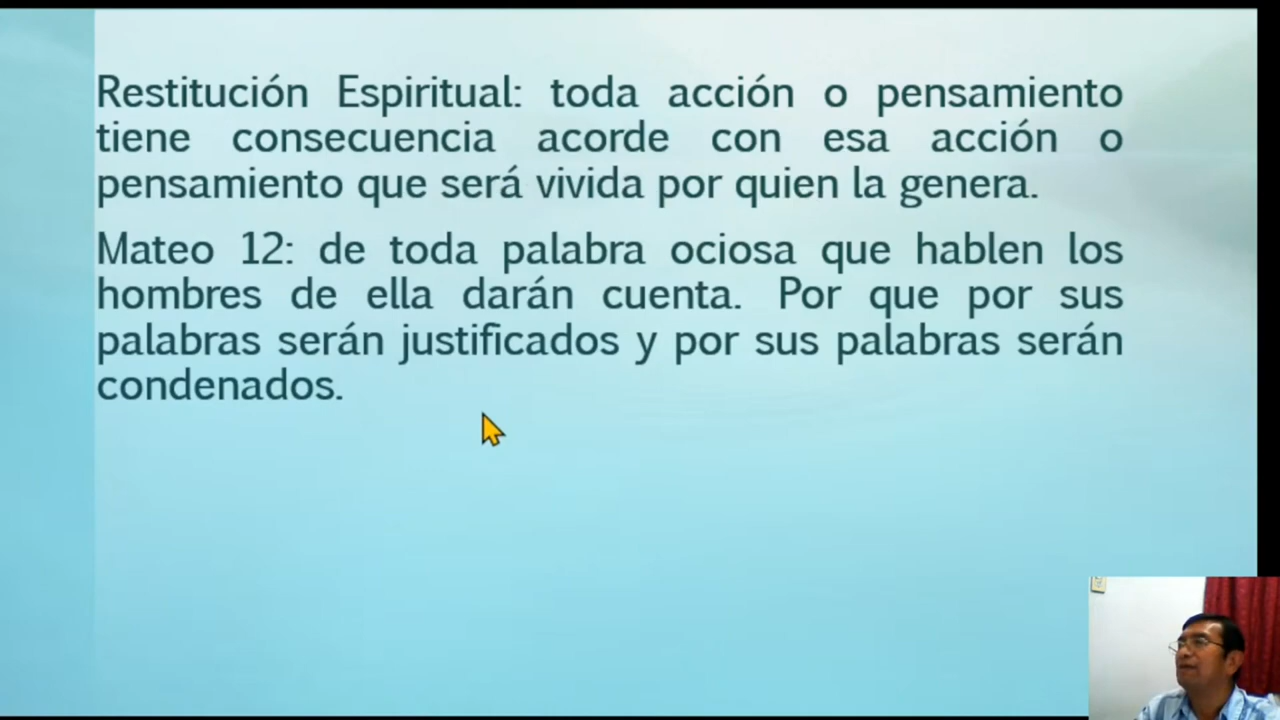 Restitución Espiritual: toda acción o pensamiento
tiene consecuencia acorde con esa acción o
pensamiento que será vivida por quien la genera.
Mateo 12: de toda palabra ociosa que hablen los
hombres de ella darán cuenta. Por que por sus
palabras serán justificados y por sus palabras serán
condenados.